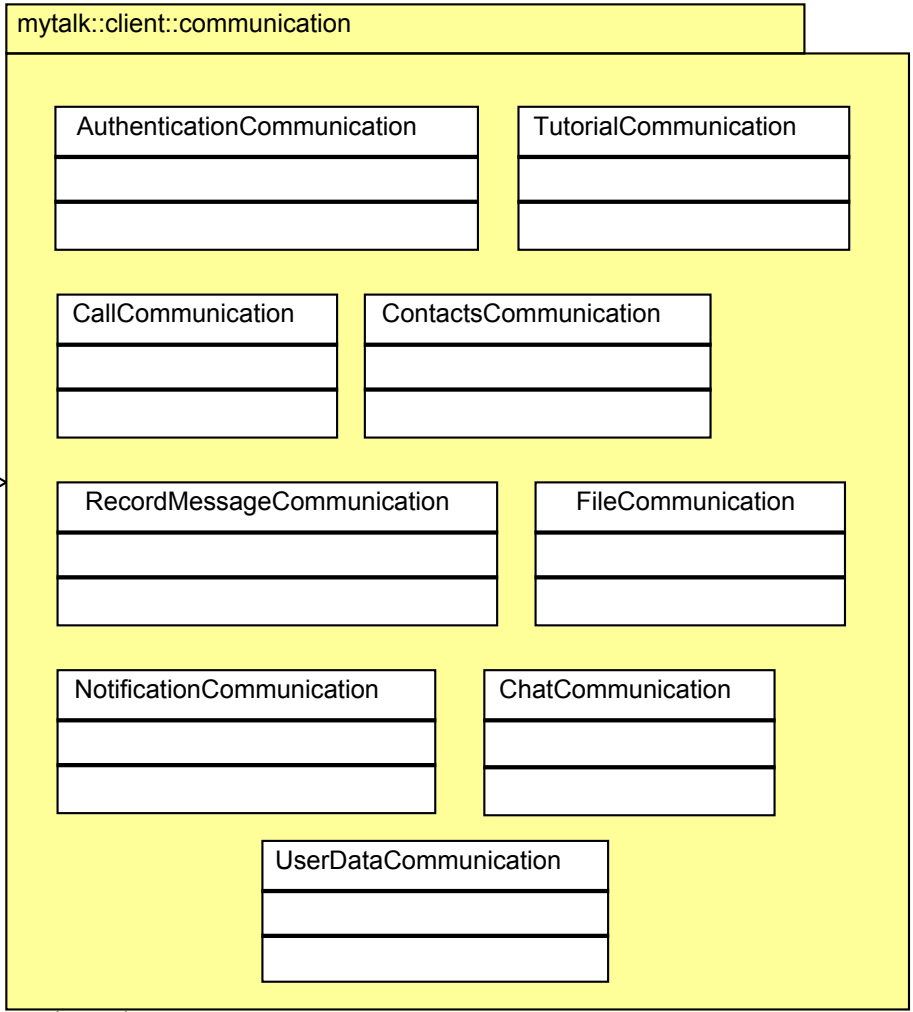 mytalk::client::communication
AuthenticationCommunication
TutorialCommunication
CallCommunication
ContactsCommunication
RecordMessageCommunication
FileCommunication
NotificationCommunication
ChatCommunication
UserDataCommunication